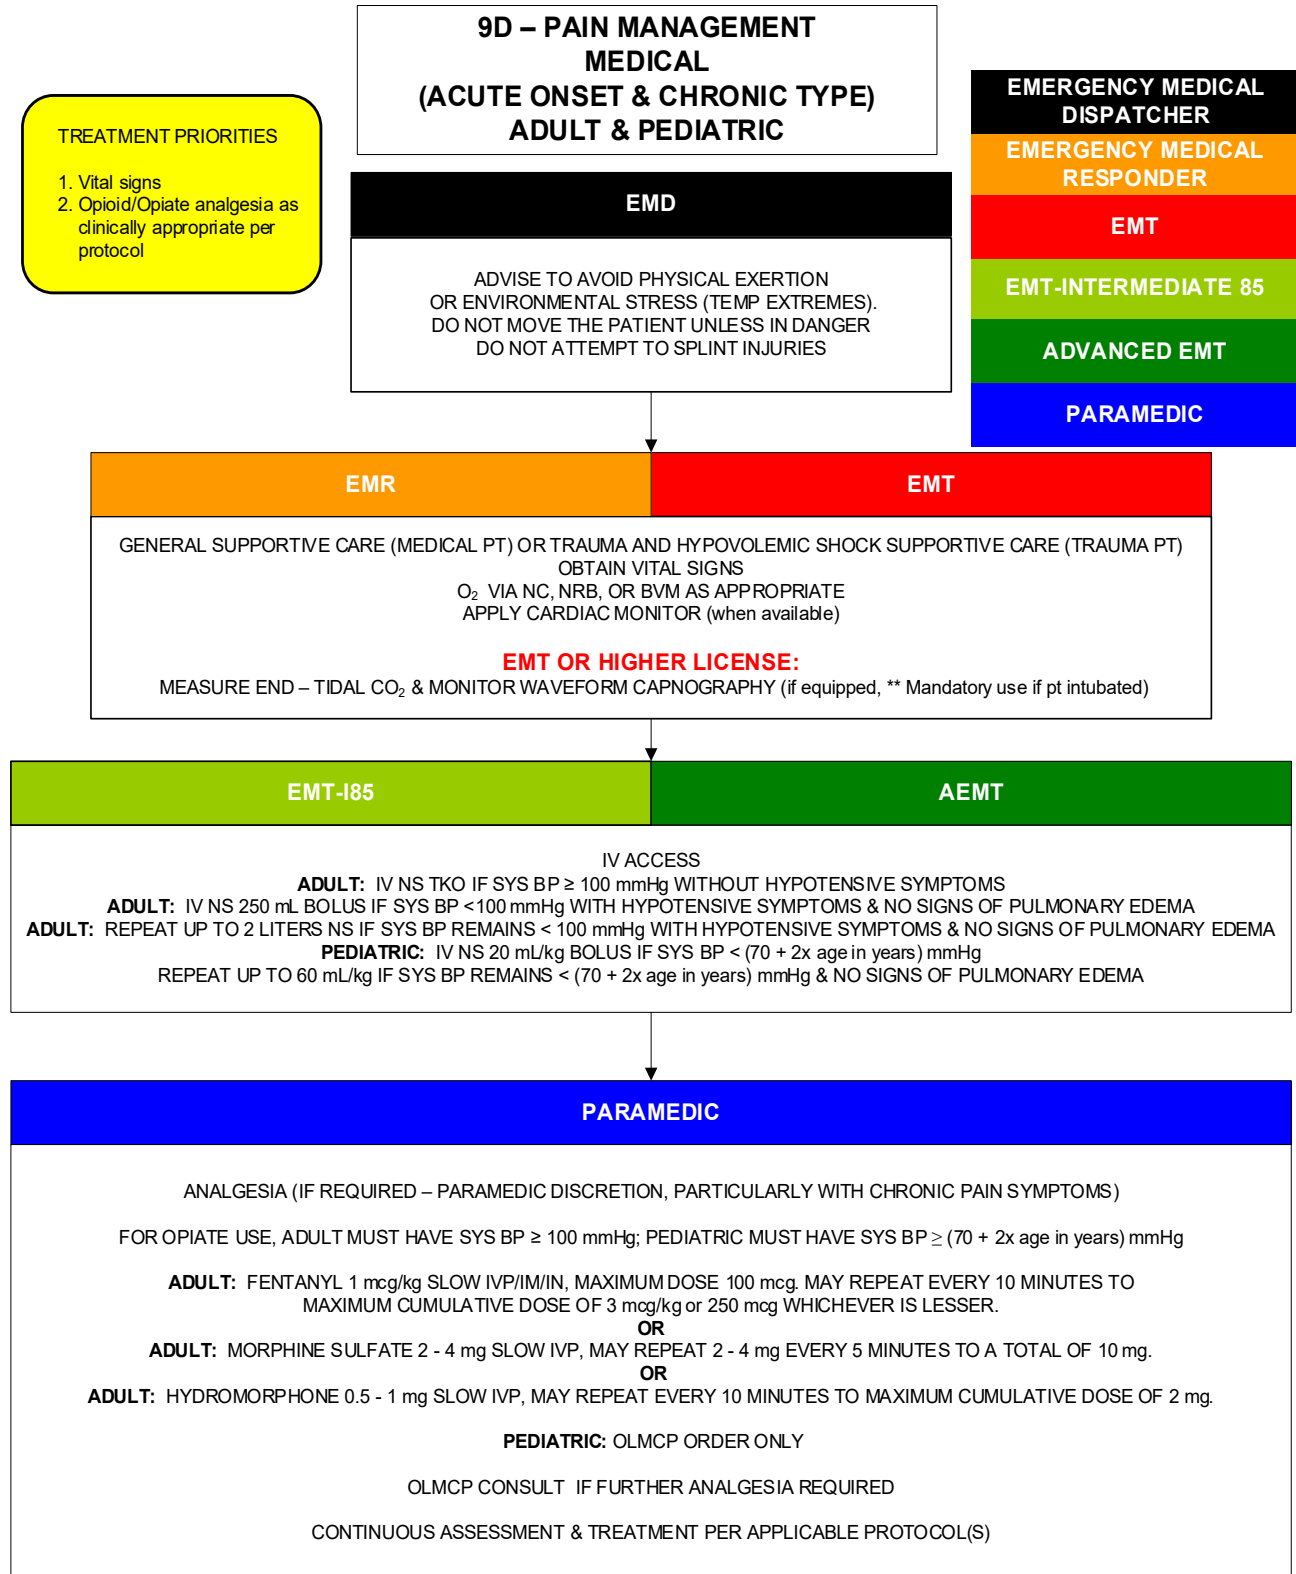 9D – PAIN MANAGEMENT
MEDICAL
(ACUTE ONSET & CHRONIC TYPE)
ADULT & PEDIATRIC
TREATMENT PRIORITIES
1. Vital signs
2. Opioid/Opiate analgesia as
clinically appropriate per
protocol
EMERGENCY MEDICAL
DISPATCHER
EMERGENCY MEDICAL
RESPONDER
EMT
EMT-INTERMEDIATE 85
ADVANCED EMT
PARAMEDIC
EMD
ADVISE TO AVOID PHYSICAL EXERTION
OR ENVIRONMENTAL STRESS (TEMP EXTREMES).
DO NOT MOVE THE PATIENT UNLESS IN DANGER
DO NOT ATTEMPT TO SPLINT INJURIES
EMR
EMT
GENERAL SUPPORTIVE CARE (MEDICAL PT) OR TRAUMA AND HYPOVOLEMIC SHOCK SUPPORTIVE CARE (TRAUMA PT)
OBTAIN VITAL SIGNS
O₂ VIA NC, NRB, OR BVM AS APPROPRIATE
APPLY CARDIAC MONITOR (when available)
EMT OR HIGHER LICENSE:
MEASURE END – TIDAL CO₂ & MONITOR WAVEFORM CAPNOGRAPHY (if equipped, ** Mandatory use if pt intubated)
EMT-I85
AEMT
IV ACCESS
ADULT: IV NS TKO IF SYS BP ≥ 100 mmHg WITHOUT HYPOTENSIVE SYMPTOMS
ADULT: IV NS 250 mL BOLUS IF SYS BP <100 mmHg WITH HYPOTENSIVE SYMPTOMS & NO SIGNS OF PULMONARY EDEMA
ADULT: REPEAT UP TO 2 LITERS NS IF SYS BP REMAINS < 100 mmHg WITH HYPOTENSIVE SYMPTOMS & NO SIGNS OF PULMONARY EDEMA
PEDIATRIC: IV NS 20 mL/kg BOLUS IF SYS BP < (70 + 2x age in years) mmHg
REPEAT UP TO 60 mL/kg IF SYS BP REMAINS < (70 + 2x age in years) mmHg & NO SIGNS OF PULMONARY EDEMA
PARAMEDIC
ANALGESIA (IF REQUIRED – PARAMEDIC DISCRETION, PARTICULARLY WITH CHRONIC PAIN SYMPTOMS)
FOR OPIATE USE, ADULT MUST HAVE SYS BP ≥ 100 mmHg; PEDIATRIC MUST HAVE SYS BP ≥ (70 + 2x age in years) mmHg
ADULT: FENTANYL 1 mcg/kg SLOW IVP/IM/IN, MAXIMUM DOSE 100 mcg. MAY REPEAT EVERY 10 MINUTES TO
MAXIMUM CUMULATIVE DOSE OF 3 mcg/kg or 250 mcg WHICHEVER IS LESSER.
OR
ADULT: MORPHINE SULFATE 2 - 4 mg SLOW IVP, MAY REPEAT 2 - 4 mg EVERY 5 MINUTES TO A TOTAL OF 10 mg.
OR
ADULT: HYDROMORPHONE 0.5 - 1 mg SLOW IVP, MAY REPEAT EVERY 10 MINUTES TO MAXIMUM CUMULATIVE DOSE OF 2 mg.
PEDIATRIC: OLMCP ORDER ONLY
OLMCP CONSULT IF FURTHER ANALGESIA REQUIRED
CONTINUOUS ASSESSMENT & TREATMENT PER APPLICABLE PROTOCOL(S)